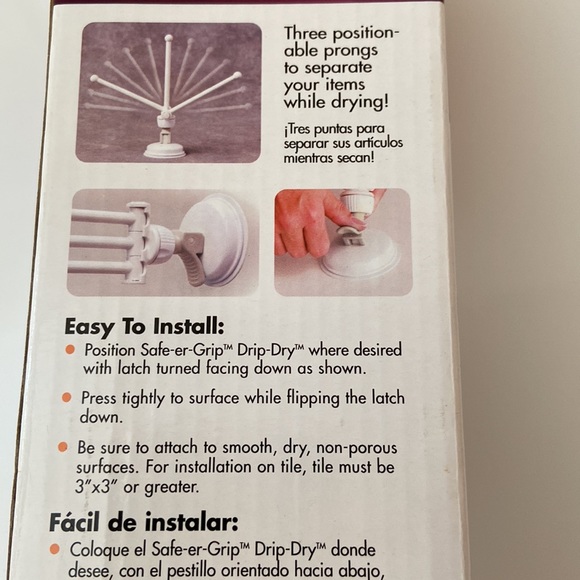 Three position-
able prongs
to separate
your items
while drying!
¡Tres puntas para
separar sus artículos
mientras secan!
Easy To Install:
• Position Safe-er-Grip™ Drip-Dry™ where desired
with latch turned facing down as shown.
• Press tightly to surface while flipping the latch
down.
• Be sure to attach to smooth, dry, non-porous
surfaces. For installation on tile, tile must be
3”x3” or greater.
Fácil de instalar:
• Coloque el Safe-er-Grip™ Drip-Dry™ donde
desee, con el pestillo orientado hacia abajo,